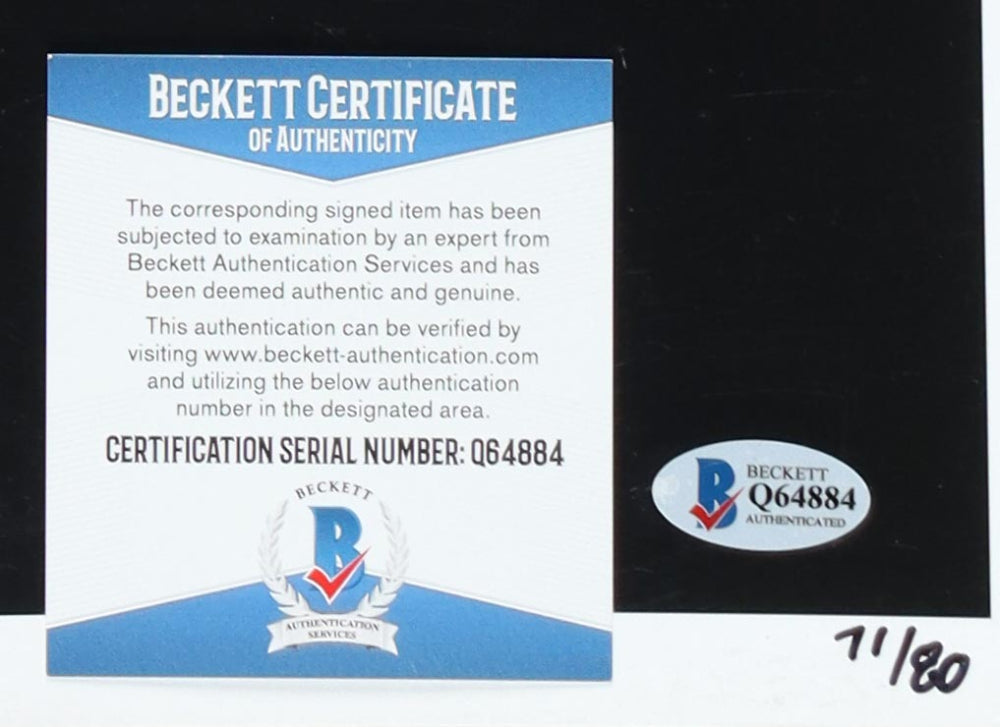 BECKETT CERTIFICATE
OF AUTHENTICITY
The corresponding signed item has been
subjected to examination by an expert from
Beckett Authentication Services and has
been deemed authentic and genuine.
This authentication can be verified by
visiting www.beckett-authentication.com
and utilizing the below authentication
number in the designated area.
CERTIFICATION SERIAL NUMBER: Q64884
BECKETT
B
AUTHENTICATION
SERVICES
B
BECKETT
Q64884
AUTHENTICATED
71/80